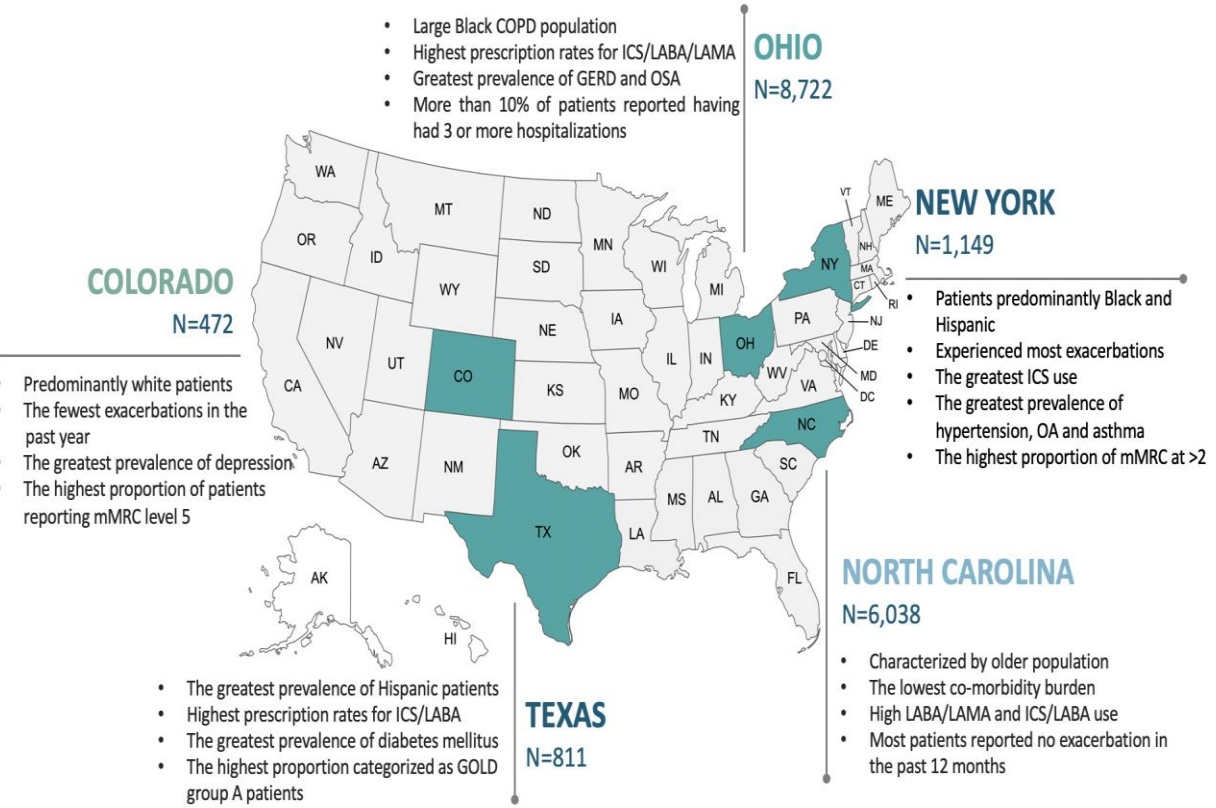 • Large Black COPD population
• Highest prescription rates for ICS/LABA/LAMA
• Greatest prevalence of GERD and OSA
• More than 10% of patients reported having
had 3 or more hospitalizations
OHIO
N=8,722
NEW YORK
N=1,149
• Patients predominantly Black and
Hispanic
• Experienced most exacerbations
• The greatest ICS use
• The greatest prevalence of
hypertension, OA and asthma
• The highest proportion of mMRC at >2
COLORADO
N=472
• Predominantly white patients
• The fewest exacerbations in the
past year
• The greatest prevalence of depression
• The highest proportion of patients
reporting mMRC level 5
WA
MT
ND
MN
OR
ID
SD
WI
MI
WY
NE
IA
NV
UT
CO
KS
MO
IL
IN
OH
PA
NY
VT
ME
NH
MA
CT
RI
NJ
DE
MD
DC
WV
VA
KY
CA
AZ
NM
OK
AR
TN
NC
SC
TX
LA
MS
AL
GA
FL
AK
HI
NORTH CAROLINA
N=6,038
• Characterized by older population
• The lowest co-morbidity burden
• High LABA/LAMA and ICS/LABA use
• Most patients reported no exacerbation in
the past 12 months
• The greatest prevalence of Hispanic patients
• Highest prescription rates for ICS/LABA
• The greatest prevalence of diabetes mellitus
• The highest proportion categorized as GOLD
group A patients
TEXAS
N=811